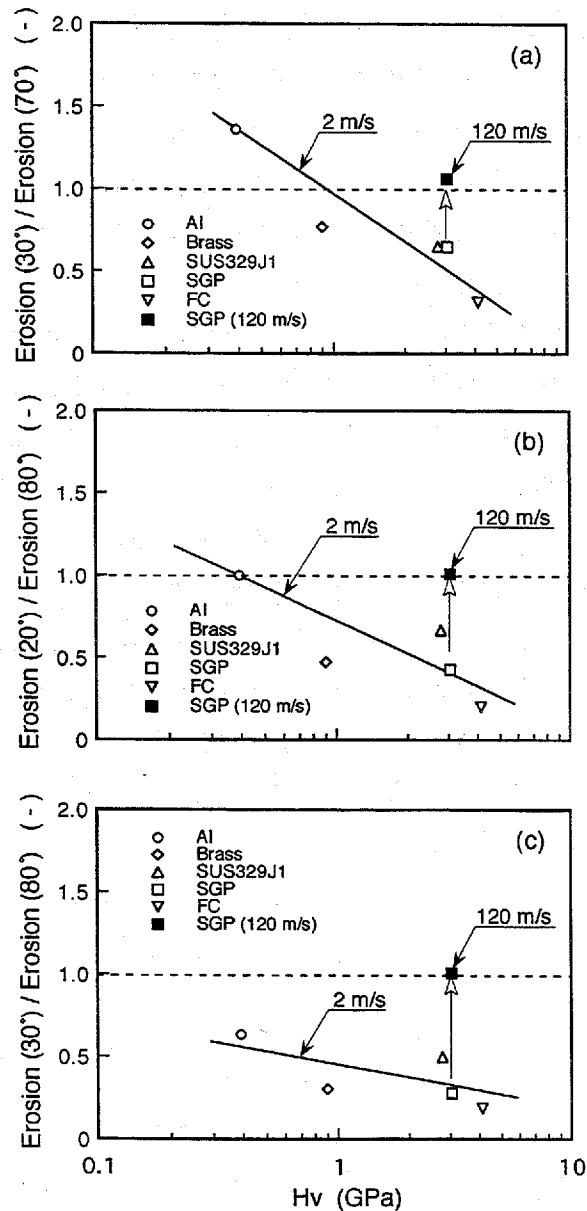 2.0
(a)
1.5
2 m/s
120 m/s
1.0
Al
Brass
SUS329J1
SGP
FC
SGP (120 m/s)
0.5
0
Erosion (30°) / Erosion (70°) (-)
2.0
(b)
1.5
120 m/s
2 m/s
1.0
Al
Brass
SUS329J1
SGP
FC
SGP (120 m/s)
0.5
0
Erosion (20°) / Erosion (80°) (-)
2.0
(c)
Al
Brass
SUS329J1
SGP
FC
SGP (120 m/s)
1.5
120 m/s
1.0
2 m/s
0.5
0
Erosion (30°) / Erosion (80°) (-)
0.1
1
10
Hv (GPa)